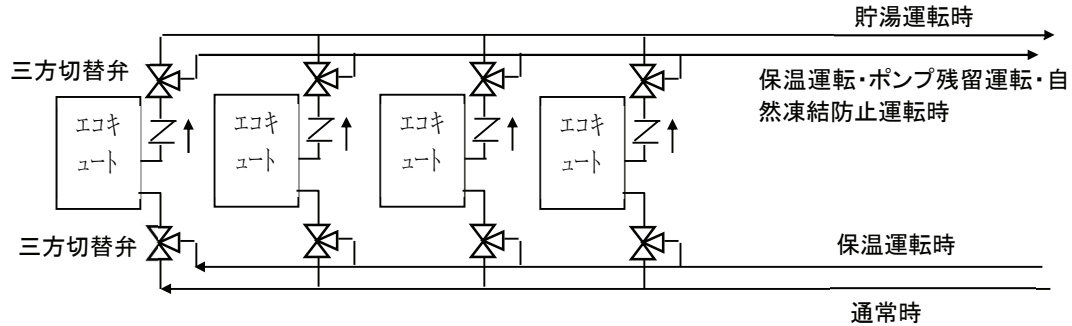 貯湯運転時
三方切替弁
保温運転・ポンプ残留運転・自
然凍結防止運転時
エコキ
ュート
エコキ
ュート
エコキ
ュート
エコキ
ュート
三方切替弁
保温運転時
通常時